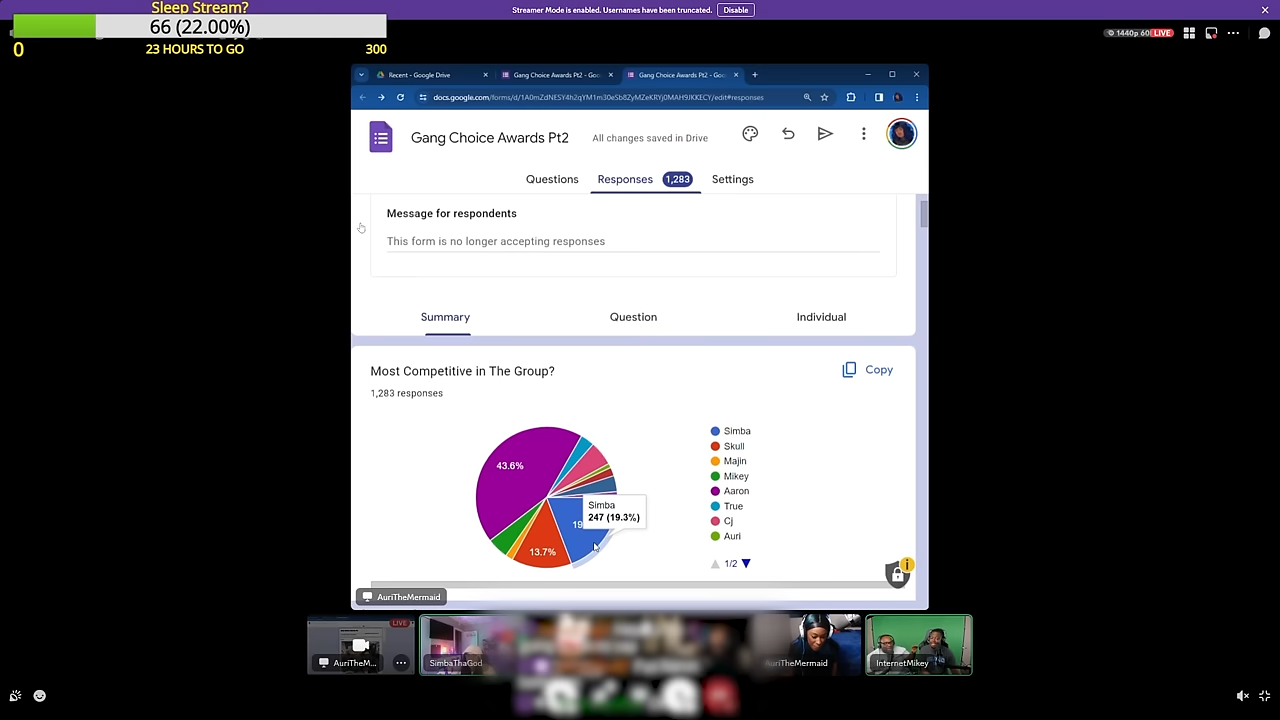 Sleep Stream?
66 (22.00%)
0
23 HOURS TO GO
300
Streamer Mode is enabled. Usernames have been truncated.
Disable
1440p 60 LIVE
Recent - Google Drive
Gang Choice Awards Pt2 - Goo
Gang Choice Awards Pt2 - Goo
Gang Choice Awards Pt2
All changes saved in Drive
Questions
Responses
1,283
Settings
Message for respondents
This form is no longer accepting responses
Summary
Question
Individual
Most Competitive in The Group?
Copy
1,283 responses
43.6%
13.7%
19
Simba
247 (19.3%)
Simba
Skull
Majin
Mikey
Aaron
True
Cj
Auri
1/2
AuriTheMermaid
LIVE
AuriTheM...
SimbaThaGod
uriTheMermaid
InternetMikey